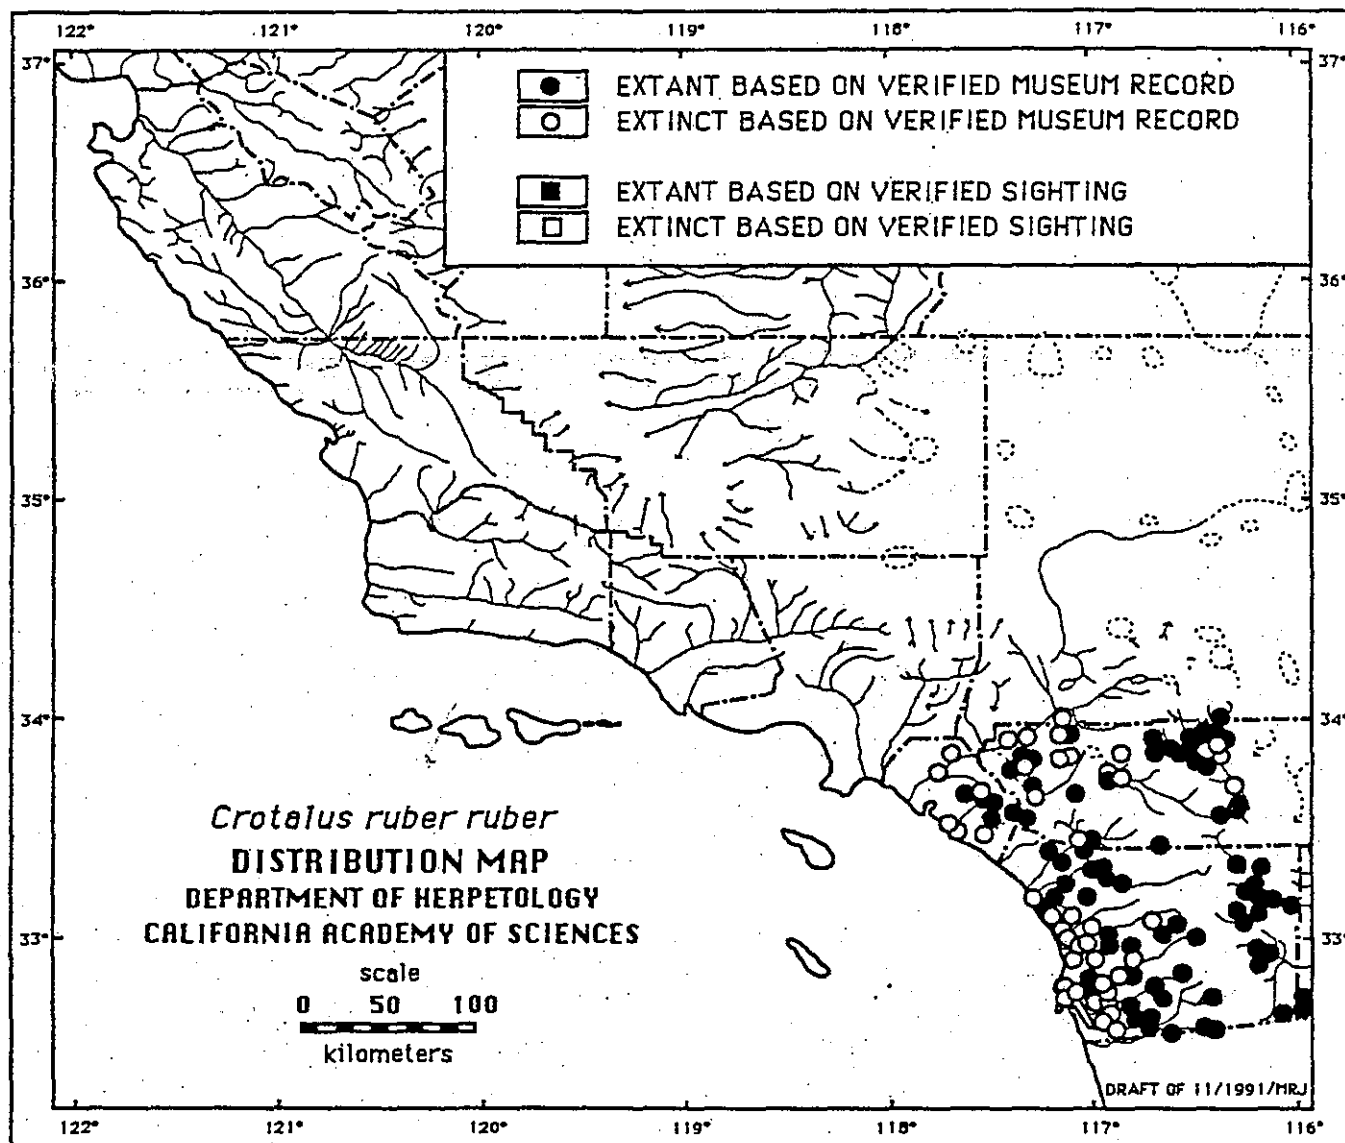 122° 121° 120° 119° 118° 117° 116°
37° 37°
EXTANT BASED ON VERIFIED MUSEUM RECORD
EXTINCT BASED ON VERIFIED MUSEUM RECORD
EXTANT BASED ON VERIFIED SIGHTING
EXTINCT BASED ON VERIFIED SIGHTING
36° 36°
35° 35°
34° 34°
Crotalus ruber ruber
DISTRIBUTION MAP
DEPARTMENT OF HERPETOLOGY
CALIFORNIA ACADEMY OF SCIENCES
33° 33°
scale
0 50 100
kilometers
DRAFT OF 11/1991/MRJ
122° 121° 120° 119° 118° 117° 116°